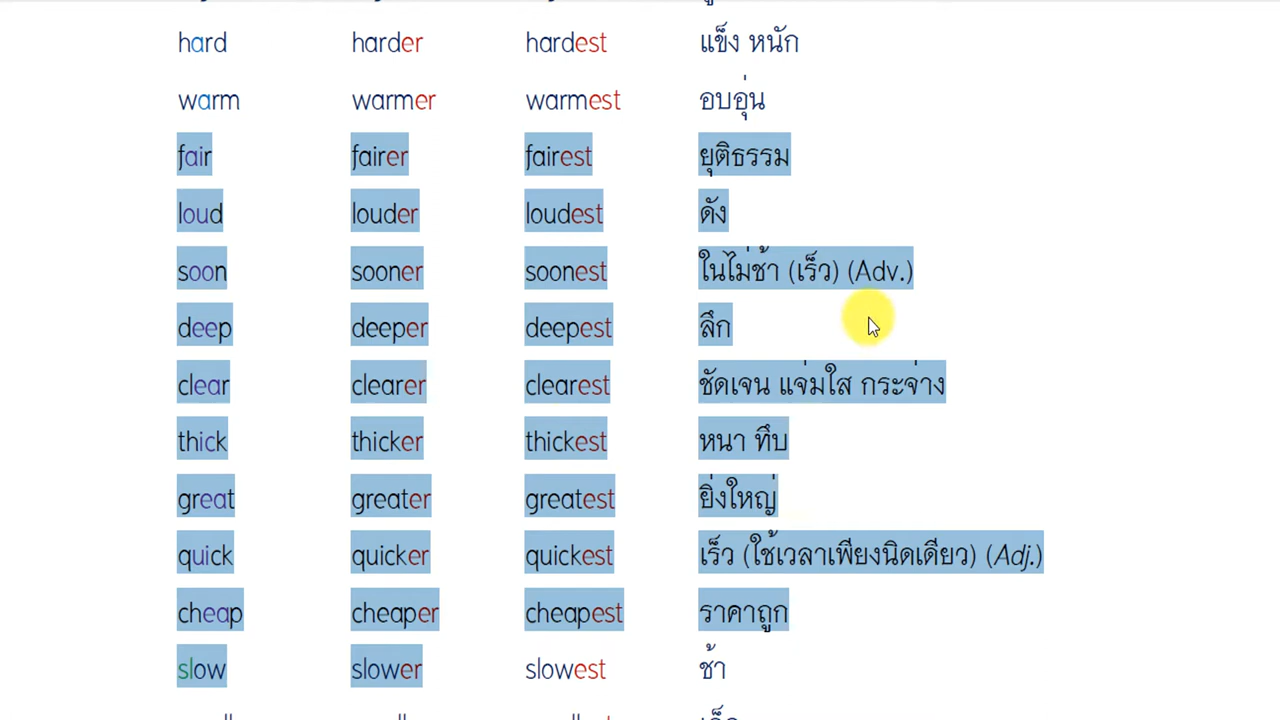 hard harder hardest แข็ง หนัก
warm warmer warmest อบอุ่น
fair fairer fairest ยุติธรรม
loud louder loudest ดัง
soon sooner soonest ในไม่ช้า (เร็ว) (Adv.)
deep deeper deepest ลึก
clear clearer clearest ชัดเจน แจ่มใส กระจ่าง
thick thicker thickest หนา ทึบ
great greater greatest ยิ่งใหญ่
quick quicker quickest เร็ว (ใช้เวลาเพียงนิดเดียว) (Adj.)
cheap cheaper cheapest ราคาถูก
slow slower slowest ช้า